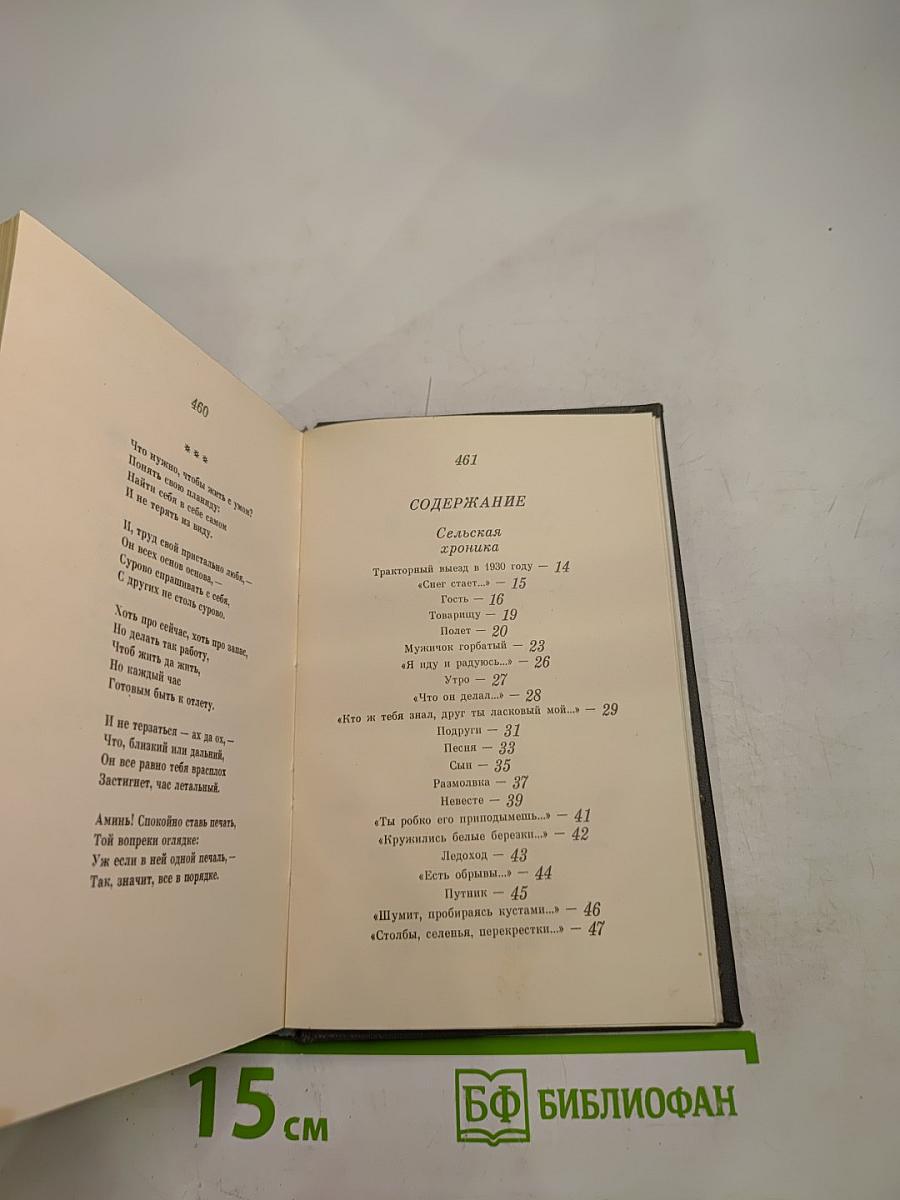 460
* * *
Что нужно, чтобы жить с умом?
Понять свою планиду:
Найти себя в себе самом
И не терять из виду.
И, труд свой пристально любя,—
Он всех основ основа,—
Сурово спрашивать с себя,
С других не столь сурово.
Хоть про сейчас, хоть про запас,
Но делать так работу,
Чтоб жить да жить,
Но каждый час
Готовым быть к отлету.
И не терзаться — ах да ох,—
Что, близкий или дальний,
Он все равно тебя врасплох
Застигнет, час летальный.
Аминь! Спокойно ставь печать,
Той вопреки оглядке:
Уж если в ней одной печаль,—
Так, значит, все в порядке.
461
СОДЕРЖАНИЕ
Сельская
хроника
Тракторный выезд в 1930 году — 14
«Снег стает...» — 15
Гость — 16
Товарищу — 19
Полет — 20
Мужичок горбатый — 23
«Я иду и радуюсь...» — 26
Утро — 27
«Что он делал...» — 28
«Кто ж тебя знал, друг ты ласковый мой...» — 29
Подруги — 31
Песня — 33
Сын — 35
Размолвка — 37
Невесте — 39
«Ты робко его приподымешь...» — 41
«Кружились белые березки...» — 42
Ледоход — 43
«Есть обрывы...» — 44
Путник — 45
«Шумит, пробираясь кустами...» — 46
«Столбы, селенья, перекрестки...» — 47
15 см
БФ БИБЛИОФАН